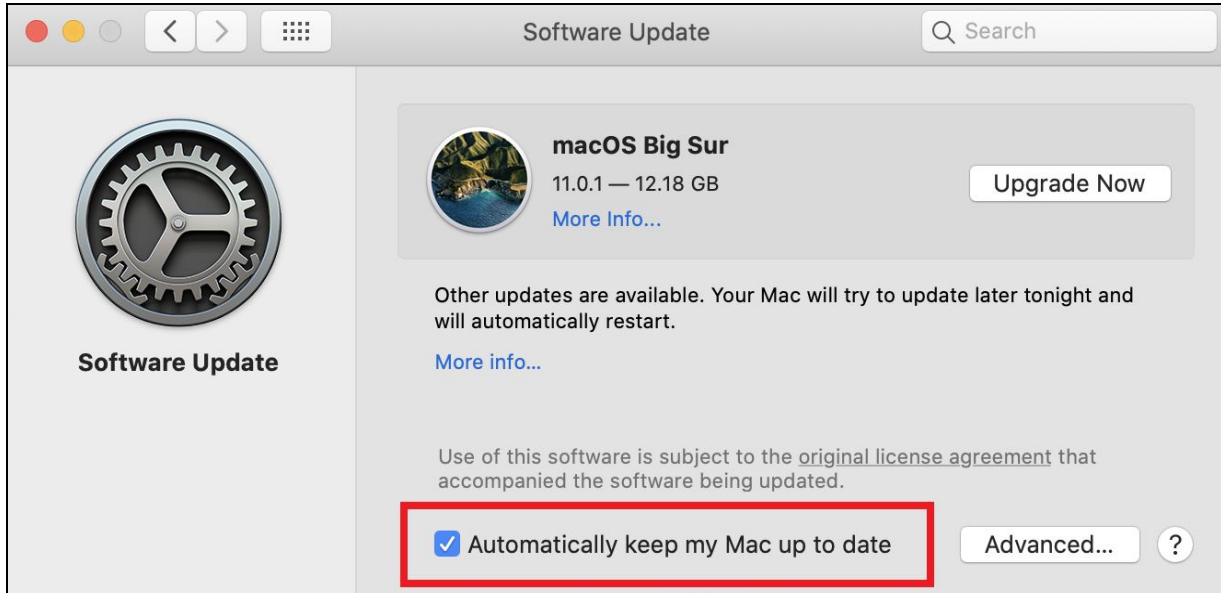 Software Update
Search
Software Update
macOS Big Sur
11.0.1 — 12.18 GB
More Info...
Upgrade Now
Other updates are available. Your Mac will try to update later tonight and
will automatically restart.
More info...
Use of this software is subject to the original license agreement that
accompanied the software being updated.
Automatically keep my Mac up to date
Advanced...
?